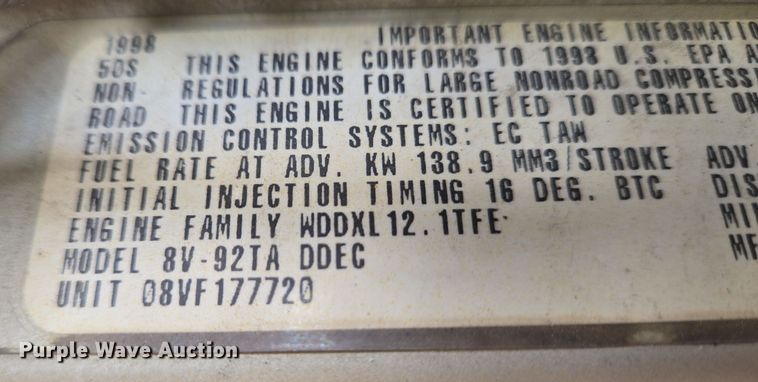 1998 IMPORTANT ENGINE INFORMATIO
50S THIS ENGINE CONFORMS TO 1998 U.S. EPA A
NON- REGULATIONS FOR LARGE NONROAD COMPRESSI
ROAD THIS ENGINE IS CERTIFIED TO OPERATE ON
EMISSION CONTROL SYSTEMS: EC TAW
FUEL RATE AT ADV. KW 138.9 MM3/STROKE ADV
INITIAL INJECTION TIMING 16 DEG. BTC DIS
ENGINE FAMILY WDDXL12.1TFE MI
MODEL 8V-92TA DDEC MF
UNIT 08VF177720
Purple Wave Auction